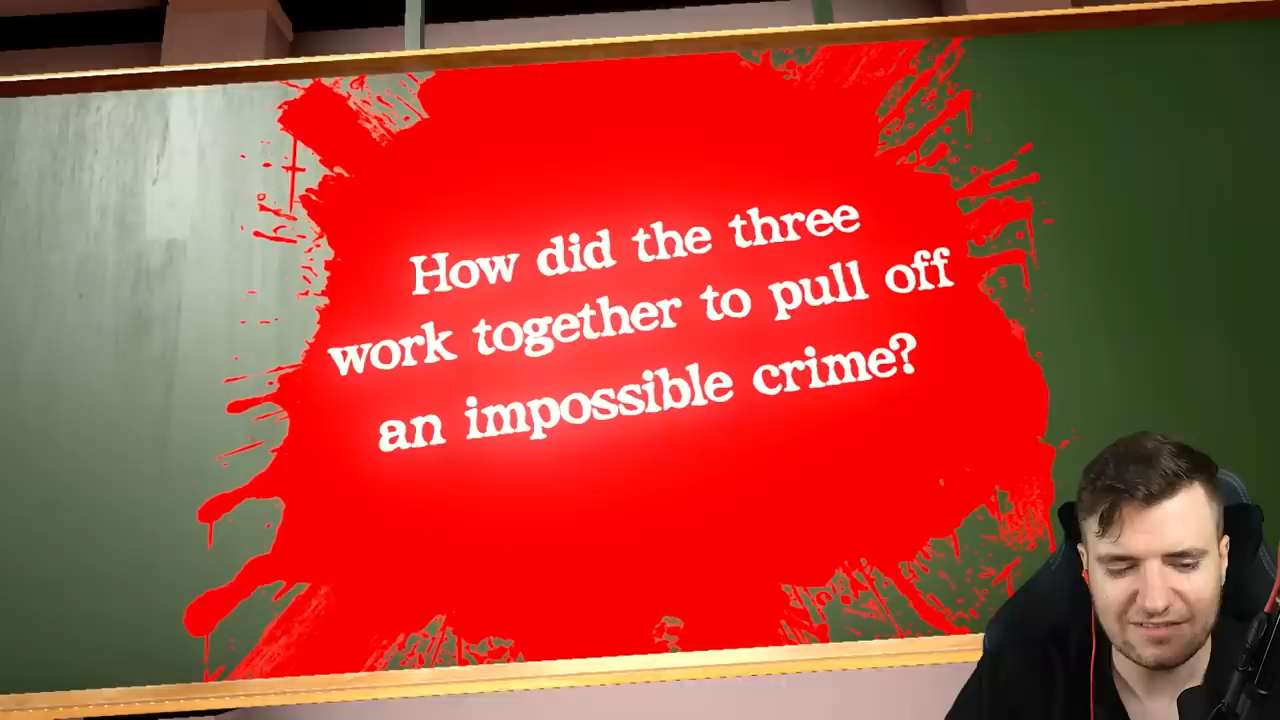 How did the three
work together to pull off
an impossible crime?